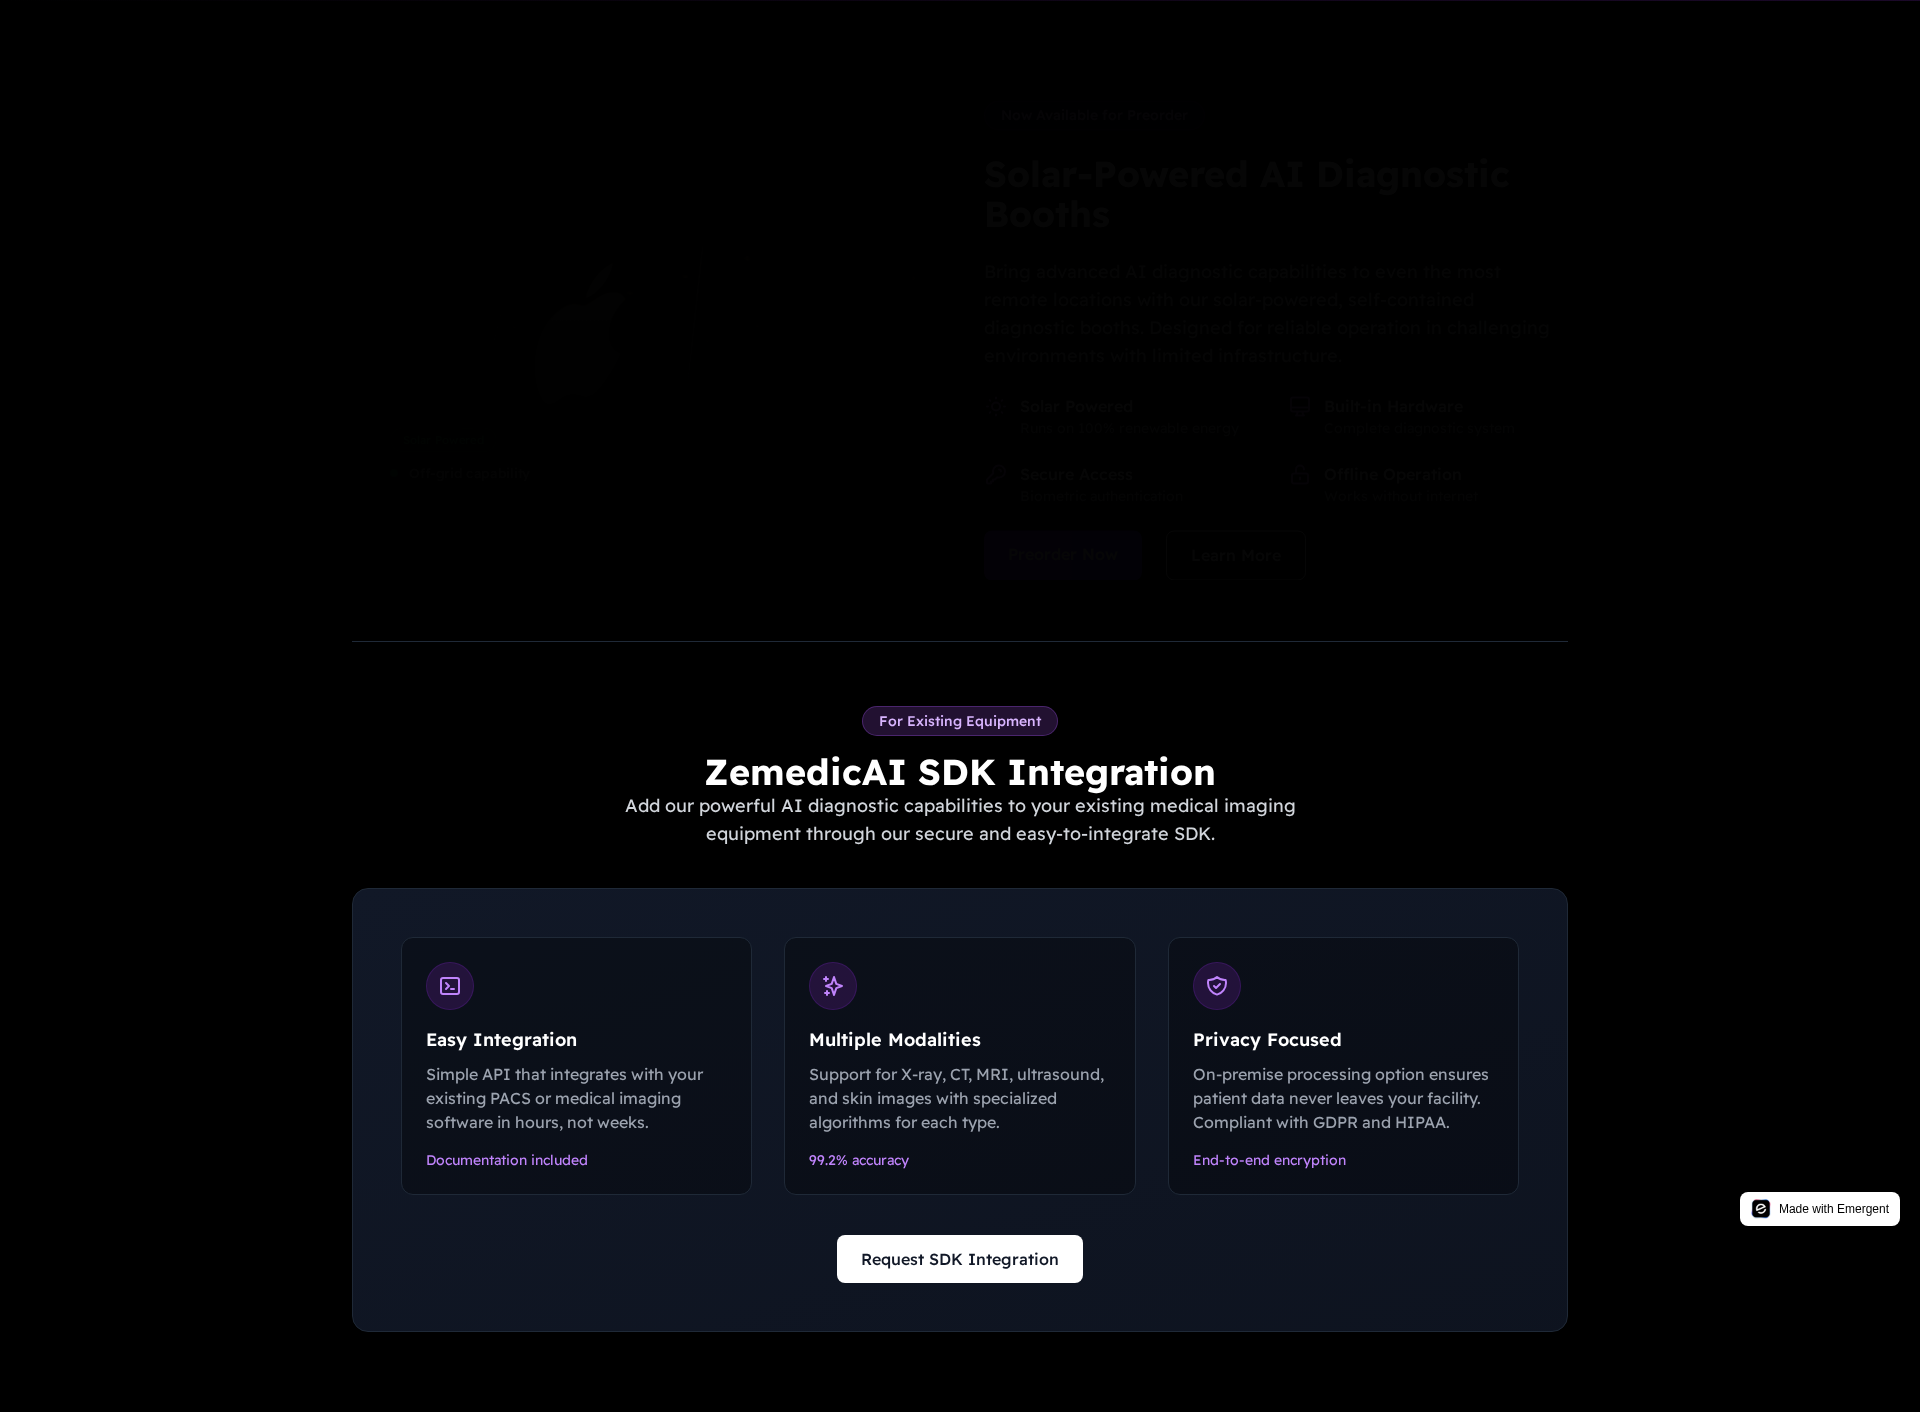 Now Available for Preorder
Solar-Powered AI Diagnostic
Booths
Bring advanced AI diagnostic capabilities to even the most
remote locations with our solar-powered, self-contained
diagnostic booths. Designed for reliable operation in challenging
environments with limited infrastructure.
Solar Powered
Built-in Hardware
Secure Access
Offline Operation
Preorder Now
Learn More
For Existing Equipment
ZemedicAI SDK Integration
Add our powerful AI diagnostic capabilities to your existing medical imaging
equipment through our secure and easy-to-integrate SDK.
Easy Integration
Simple API that integrates with your
existing PACS or medical imaging
software in hours, not weeks.
Documentation included
Multiple Modalities
Support for X-ray, CT, MRI, ultrasound,
and skin images with specialized
algorithms for each type.
99.2% accuracy
Privacy Focused
On-premise processing option ensures
patient data never leaves your facility.
Compliant with GDPR and HIPAA.
End-to-end encryption
Made with Emergent
Request SDK Integration